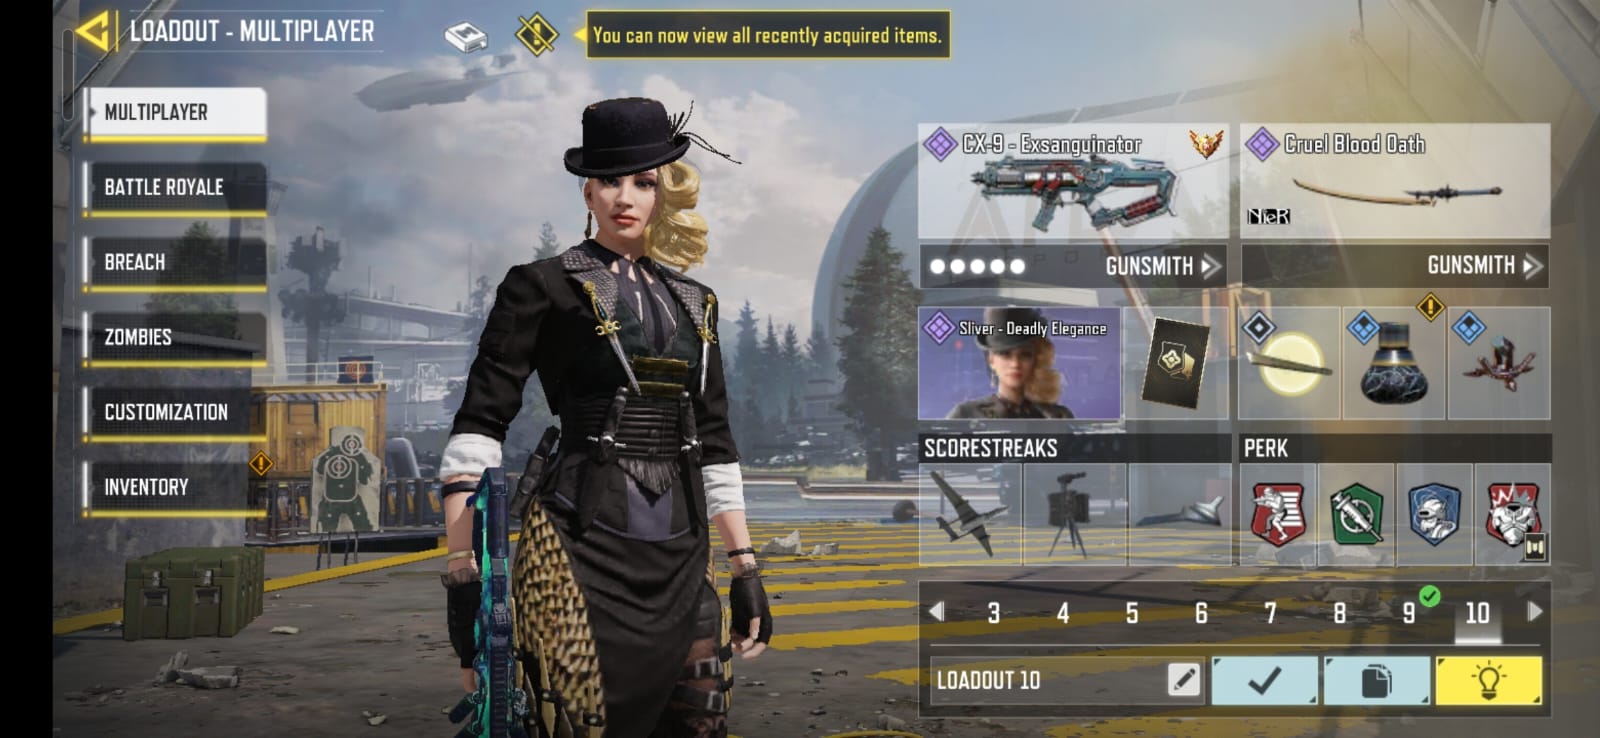 LOADOUT - MULTIPLAYER
You can now view all recently acquired items.
MULTIPLAYER
BATTLE ROYALE
BREACH
ZOMBIES
CUSTOMIZATION
INVENTORY
CX-9 - Exsanguinator
Cruel Blood Oath
NieR
GUNSMITH
GUNSMITH
Sliver - Deadly Elegance
SCORESTREAKS
PERK
3 4 5 6 7 8 9 10
LOADOUT 10